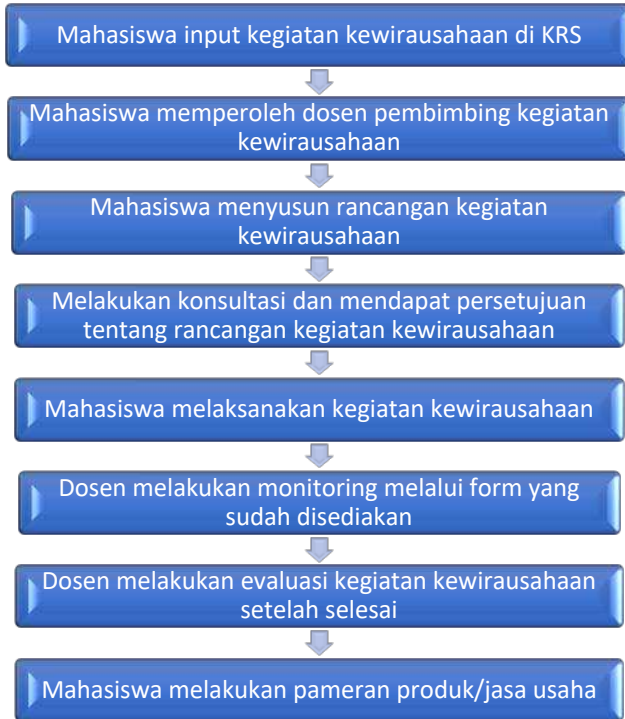 Mahasiswa input kegiatan kewirausahaan di KRS
Mahasiswa memperoleh dosen pembimbing kegiatan
kewirausahaan
Mahasiswa menyusun rancangan kegiatan
kewirausahaan
Melakukan konsultasi dan mendapat persetujuan
tentang rancangan kegiatan kewirausahaan
Mahasiswa melaksanakan kegiatan kewirausahaan
Dosen melakukan monitoring melalui form yang
sudah disediakan
Dosen melakukan evaluasi kegiatan kewirausahaan
setelah selesai
Mahasiswa melakukan pameran produk/jasa usaha